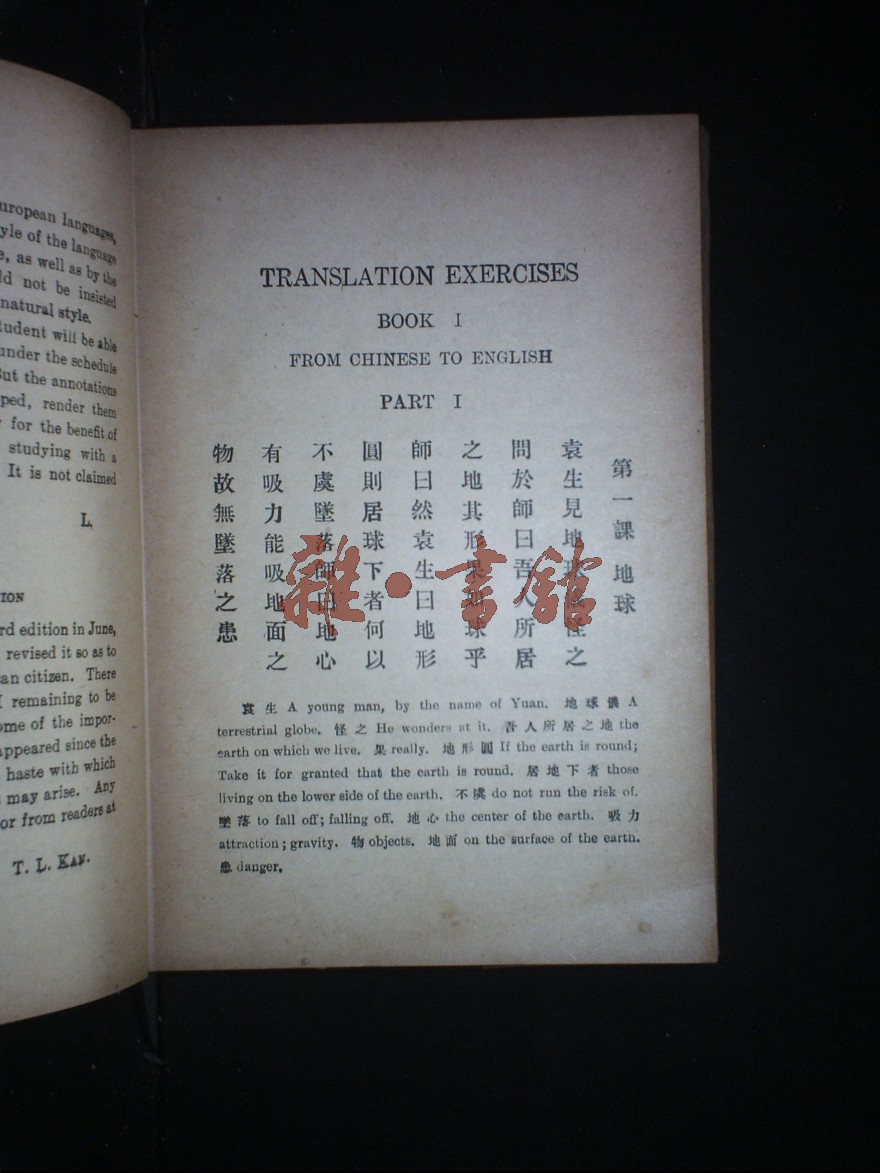 uropean languages,
yle of the language
e, as well as by the
ld not be insisted
natural style.
tudent will be able
under the schedule
But the annotations
ped, render them
for the benefit of
studying with a
It is not claimed
L.
ION
rd edition in June,
revised it so as to
an citizen. There
I remaining to be
ome of the impor-
appeared since the
haste with which
may arise. Any
or from readers at
T. L. KAN.
TRANSLATION EXERCISES
BOOK I
FROM CHINESE TO ENGLISH
PART I
第一課 地球
袁生見地球儀怪之
問於師曰吾人所居
之地其形果如球乎
師曰然袁生曰地形
圓則居球下者何以
不虞墜落師曰地心
有吸力能吸地面之
物故無墜落之患
袁生 A young man, by the name of Yuan. 地球儀 A
terrestrial globe. 怪之 He wonders at it. 吾人所居之地 the
earth on which we live. 果 really. 地形圓 If the earth is round;
Take it for granted that the earth is round. 居地下者 those
living on the lower side of the earth. 不虞 do not run the risk of.
墜落 to fall off; falling off. 地心 the center of the earth. 吸力
attraction; gravity. 物 objects. 地面 on the surface of the earth.
患 danger.
雜·書館